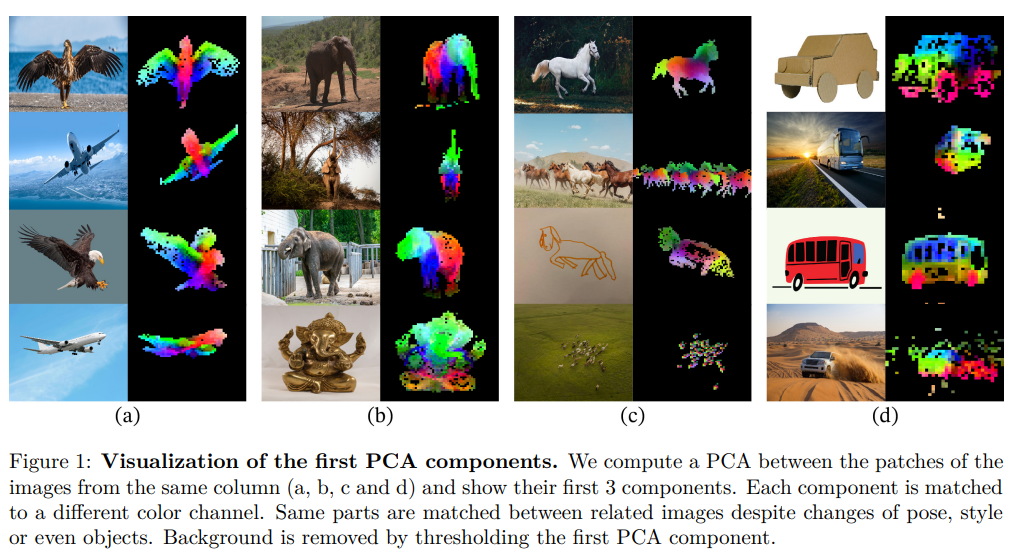 (a) (b) (c) (d)
Figure 1: Visualization of the first PCA components. We compute a PCA between the patches of the
images from the same column (a, b, c and d) and show their first 3 components. Each component is matched
to a different color channel. Same parts are matched between related images despite changes of pose, style
or even objects. Background is removed by thresholding the first PCA component.